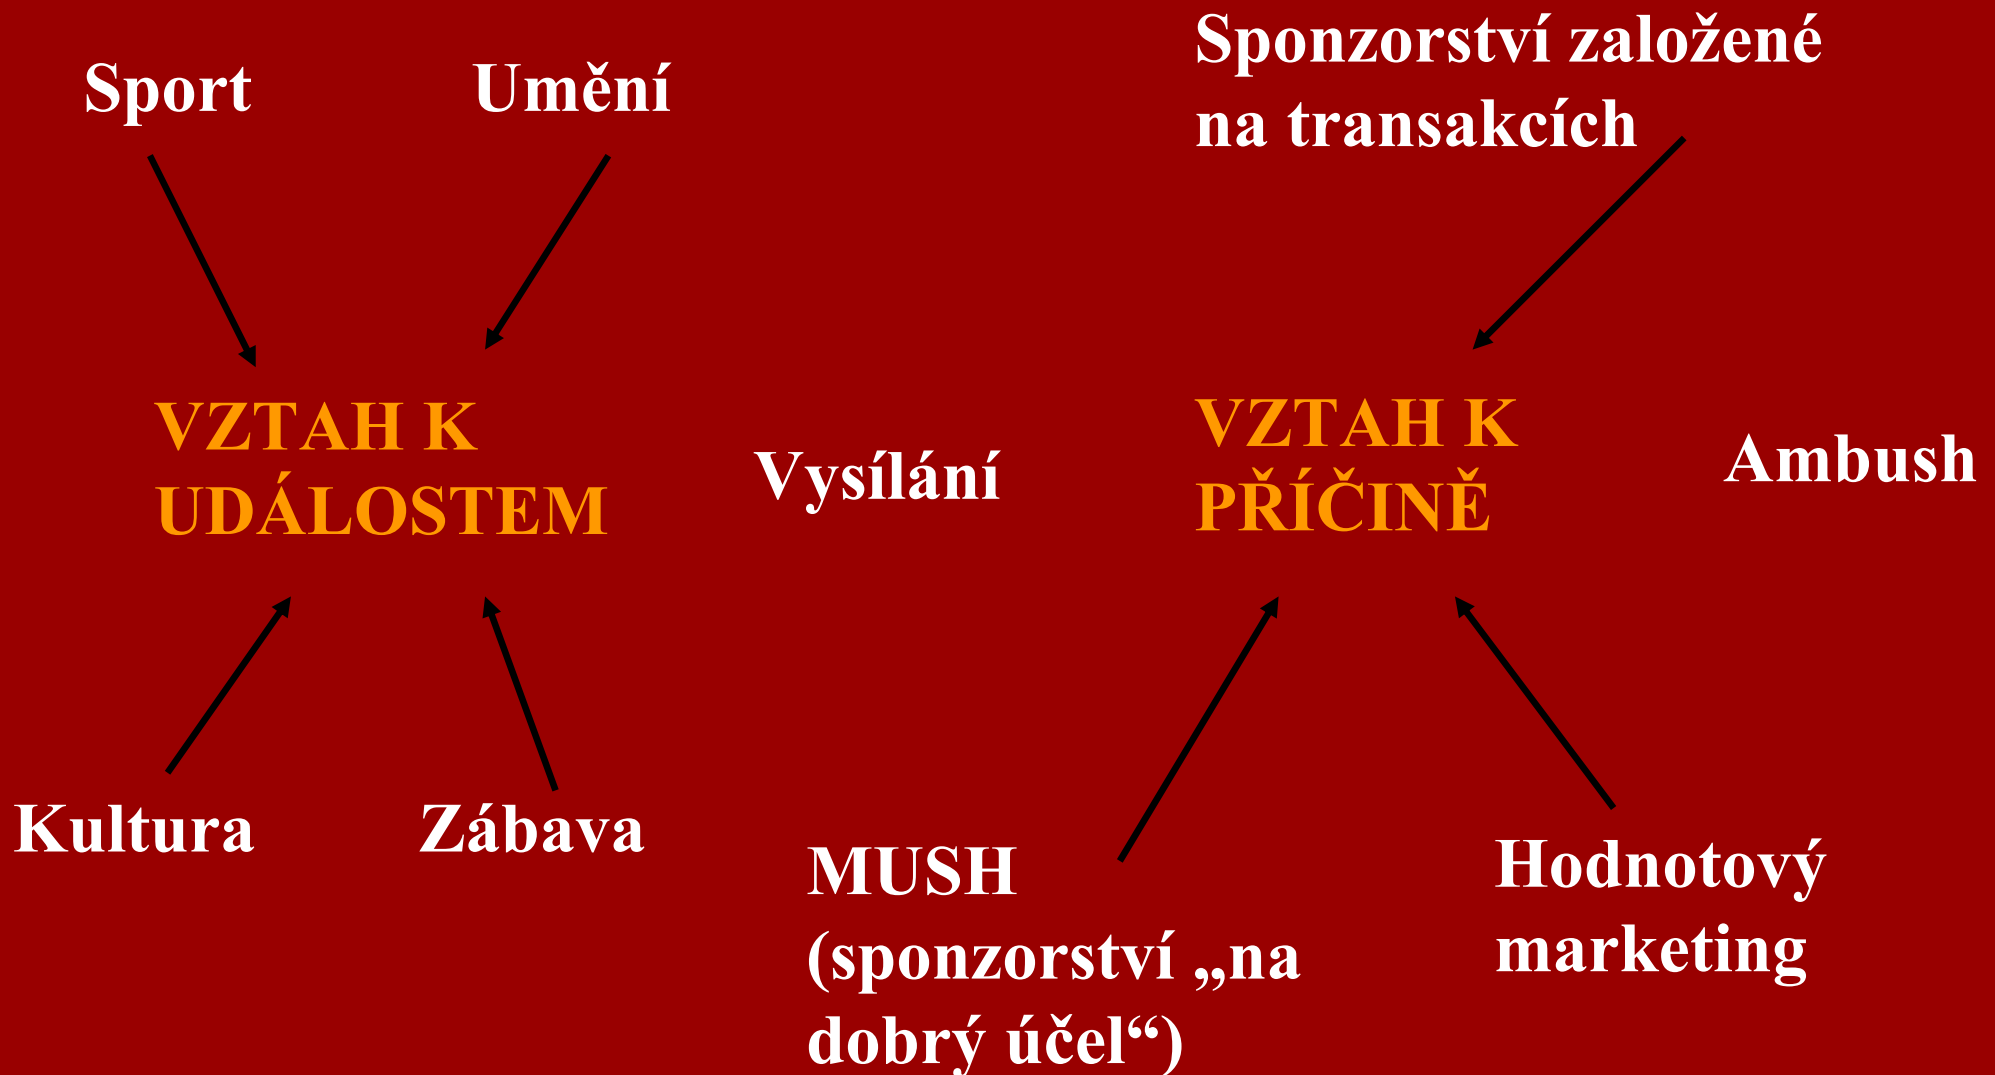 Sport
Umění
Sponzorství založené
na transakcích
VZTAH K
UDÁLOSTEM
Vysílání
VZTAH K
PŘÍČINĚ
Ambush
Kultura
Zábava
MUSH
(sponzorství „na
dobrý účel“)
Hodnotový
marketing